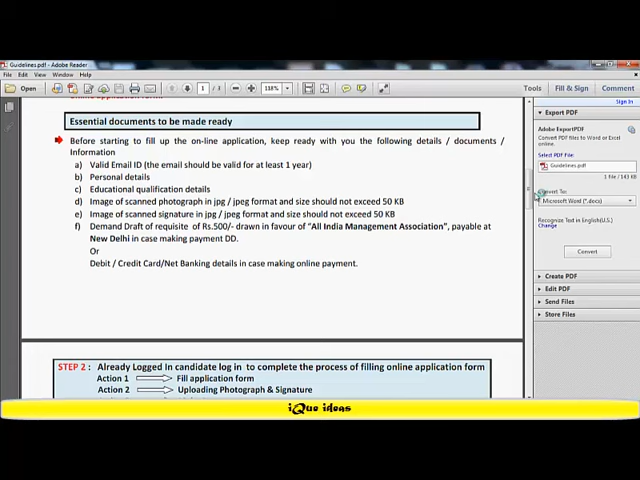 Guidelines.pdf - Adobe Reader
File Edit View Window Help
Open 1 / 3 118% Tools Fill & Sign Comment
Sign In
Export PDF
Adobe ExportPDF
Convert PDF files to Word or Excel online.
Select PDF File:
Guidelines.pdf
1 file / 143 KB
Convert To:
Microsoft Word (*.docx)
Recognize Text in English(U.S.)
Change
Convert
Create PDF
Edit PDF
Send Files
Store Files
Essential documents to be made ready
Before starting to fill up the on-line application, keep ready with you the following details / documents /
Information
a) Valid Email ID (the email should be valid for at least 1 year)
b) Personal details
c) Educational qualification details
d) Image of scanned photograph in jpg / jpeg format and size should not exceed 50 KB
e) Image of scanned signature in jpg / jpeg format and size should not exceed 50 KB
f) Demand Draft of requisite of Rs.500/- drawn in favour of "All India Management Association", payable at
New Delhi in case making payment DD.
Or
Debit / Credit Card/Net Banking details in case making online payment.
STEP 2 : Already Logged In candidate log in to complete the process of filling online application form
Action 1 Fill application form
Action 2 Uploading Photograph & Signature
iQue ideas